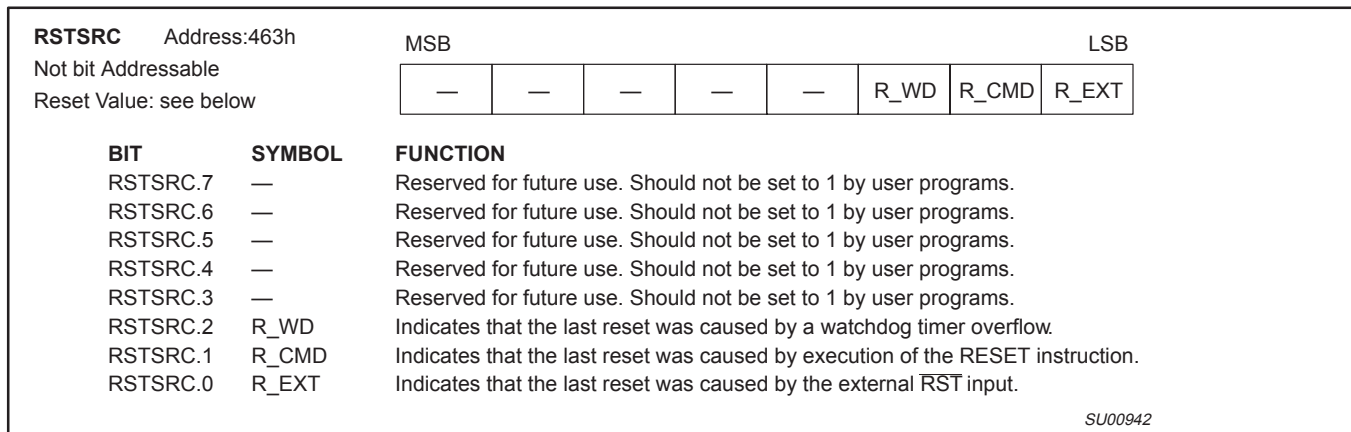 RSTSRC Address:463h
Not bit Addressable
Reset Value: see below
MSB LSB
— — — — — R_WD R_CMD R_EXT
BIT SYMBOL FUNCTION
RSTSRC.7 — Reserved for future use. Should not be set to 1 by user programs.
RSTSRC.6 — Reserved for future use. Should not be set to 1 by user programs.
RSTSRC.5 — Reserved for future use. Should not be set to 1 by user programs.
RSTSRC.4 — Reserved for future use. Should not be set to 1 by user programs.
RSTSRC.3 — Reserved for future use. Should not be set to 1 by user programs.
RSTSRC.2 R_WD Indicates that the last reset was caused by a watchdog timer overflow.
RSTSRC.1 R_CMD Indicates that the last reset was caused by execution of the RESET instruction.
RSTSRC.0 R_EXT Indicates that the last reset was caused by the external R̅S̅T̅ input.
SU00942